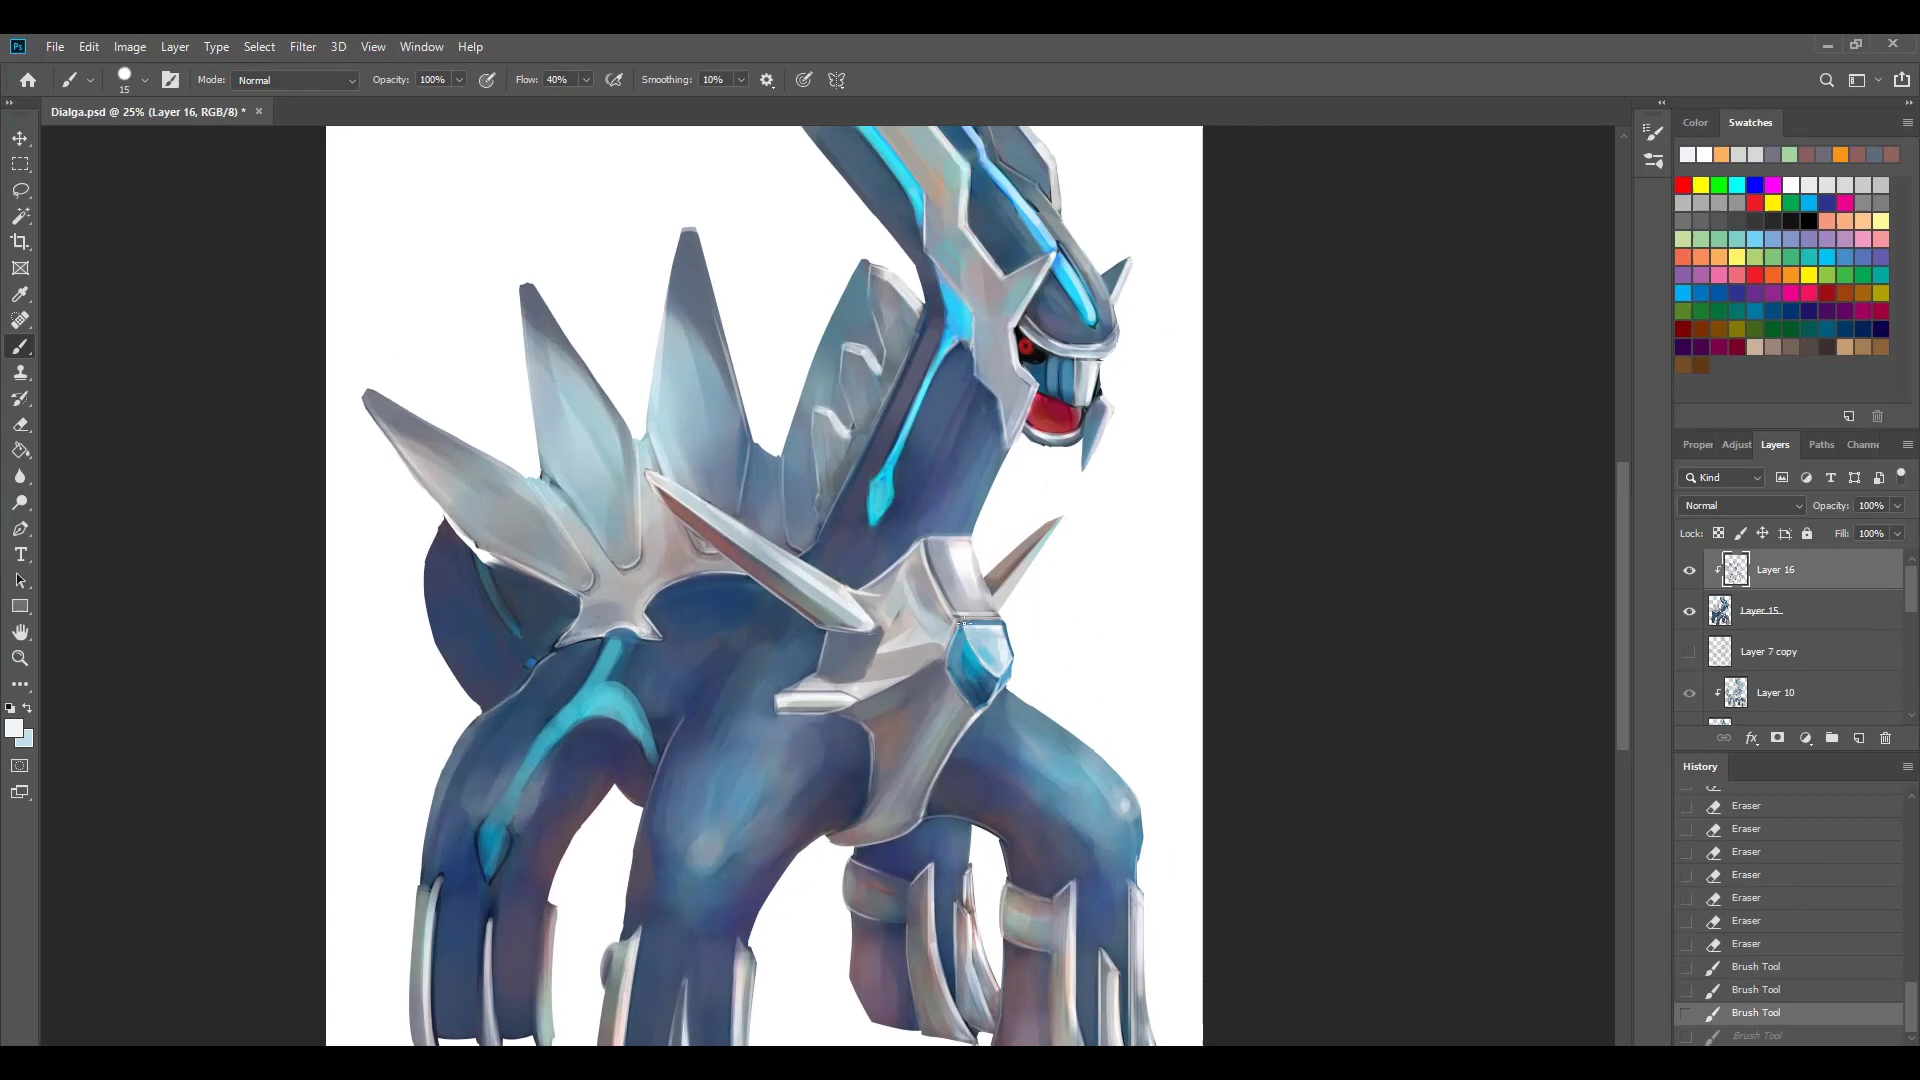 Ps File Edit Image Layer Type Select Filter 3D View Window Help
15 Mode: Normal Opacity: 100% Flow: 40% Smoothing: 10%
Dialga.psd @ 25% (Layer 16, RGB/8) *
Color Swatches
Proper Adjust Layers Paths Chann
Kind
Normal Opacity: 100%
Lock: Fill: 100%
Layer 16
Layer 15
Layer 7 copy
Layer 10
History
Eraser
Eraser
Eraser
Eraser
Eraser
Eraser
Eraser
Brush Tool
Brush Tool
Brush Tool
Brush Tool